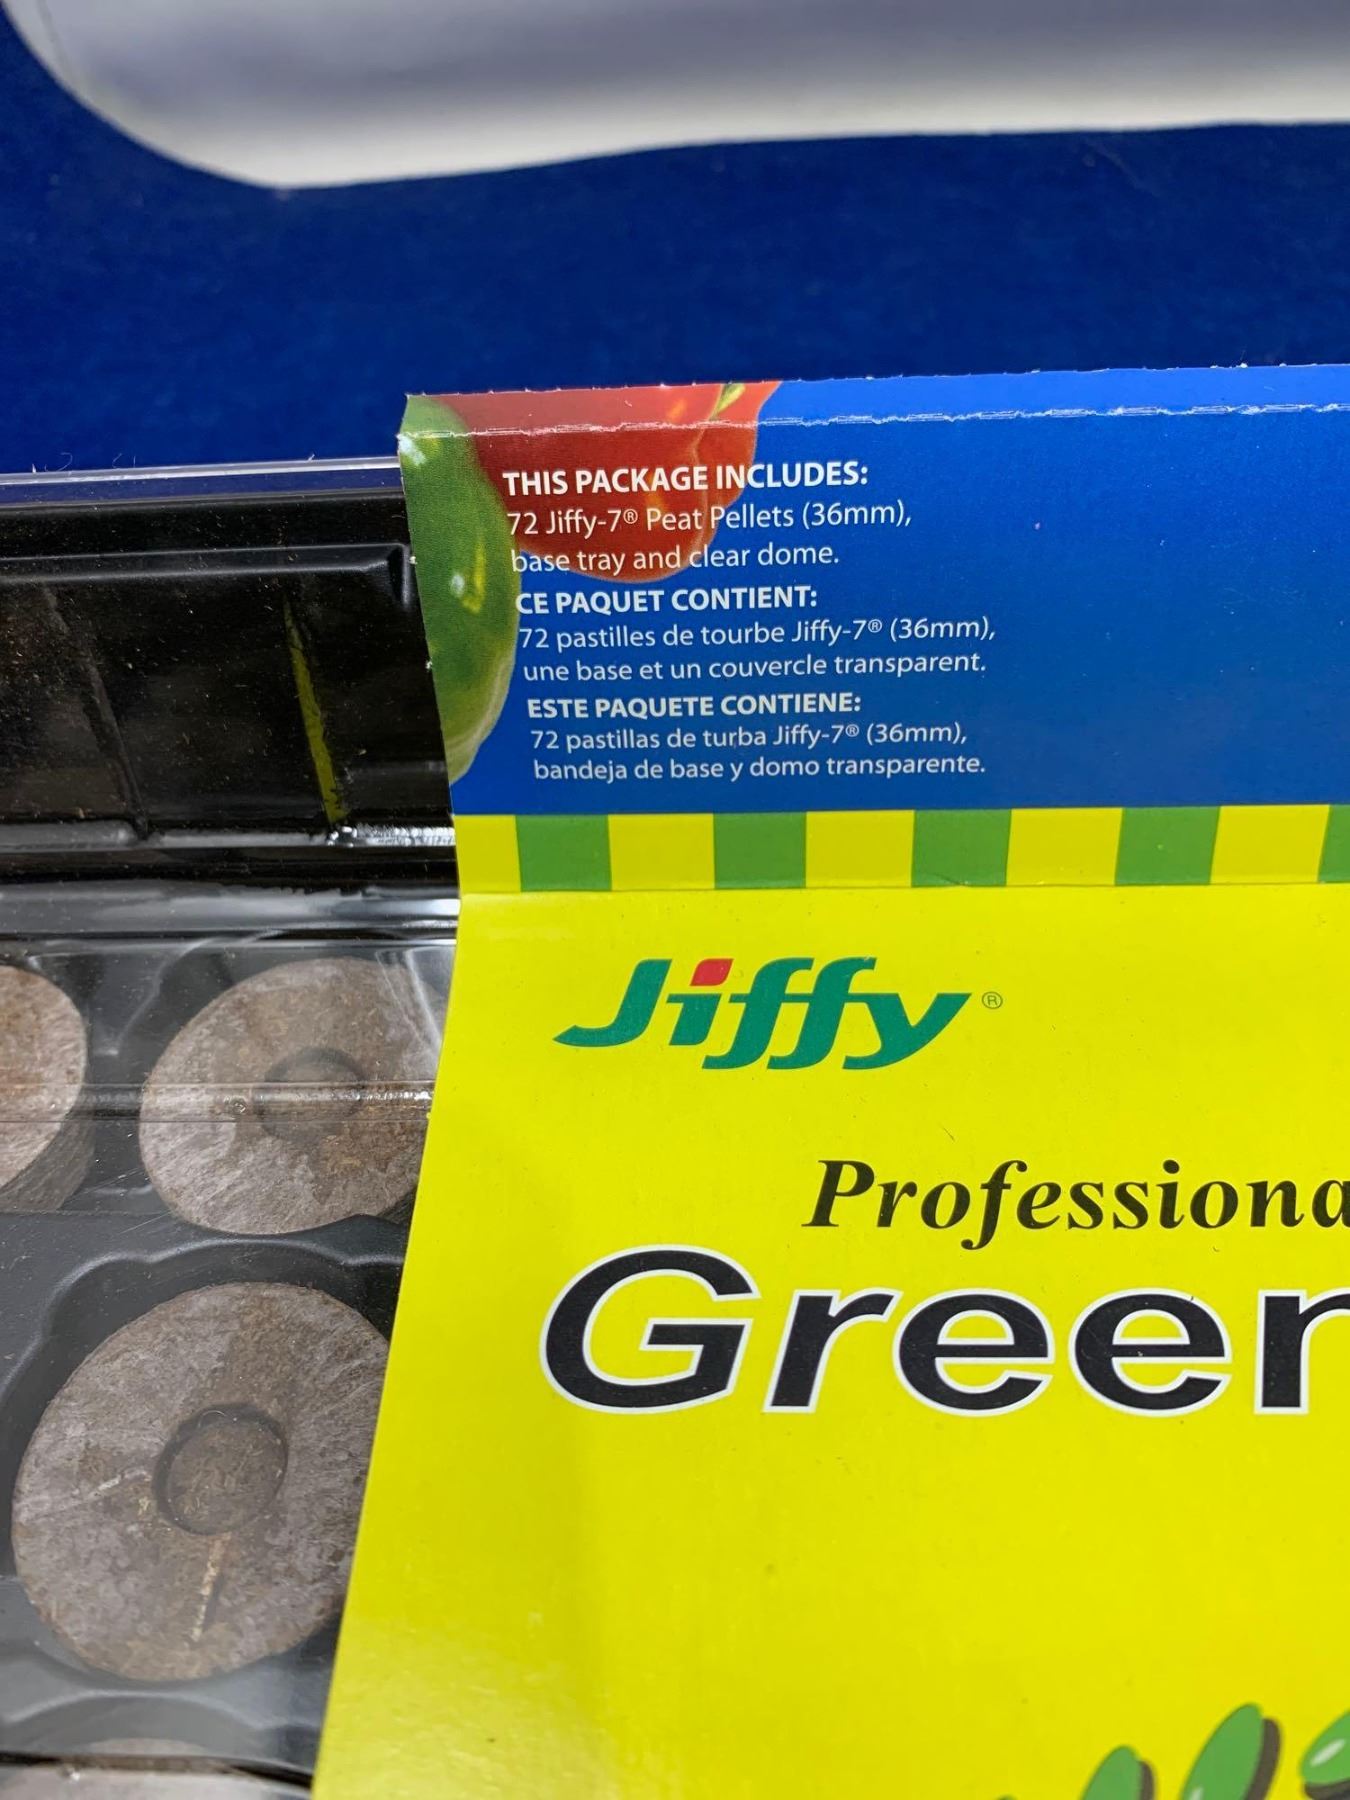 THIS PACKAGE INCLUDES:
72 Jiffy-7® Peat Pellets (36mm),
base tray and clear dome.
CE PAQUET CONTIENT:
72 pastilles de tourbe Jiffy-7® (36mm),
une base et un couvercle transparent.
ESTE PAQUETE CONTIENE:
72 pastillas de turba Jiffy-7® (36mm),
bandeja de base y domo transparente.
Jiffy®
Professiona
Green